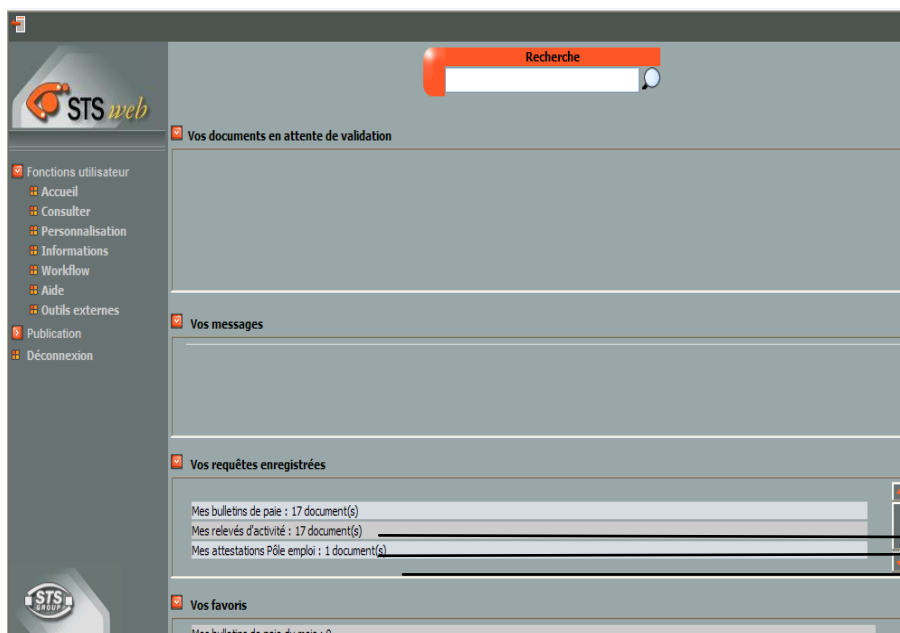 Recherche
STS web
Vos documents en attente de validation
Fonctions utilisateur
Accueil
Consulter
Personnalisation
Informations
Workflow
Aide
Outils externes
Publication
Déconnexion
Vos messages
Vos requêtes enregistrées
Mes bulletins de paie : 17 document(s)
Mes relevés d'activité : 17 document(s)
Mes attestations Pôle emploi : 1 document(s)
STS
GROUP
Vos favoris